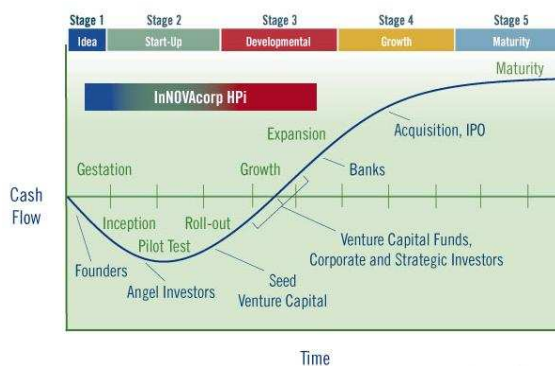 Stage 1 Stage 2 Stage 3 Stage 4 Stage 5
Idea Start-Up Developmental Growth Maturity
Maturity
InNOVAcorp HPi
Expansion
Acquisition, IPO
Gestation
Growth
Banks
Cash
Flow
Inception
Roll-out
Pilot Test
Venture Capital Funds,
Corporate and Strategic Investors
Founders
Angel Investors
Seed
Venture Capital
Time